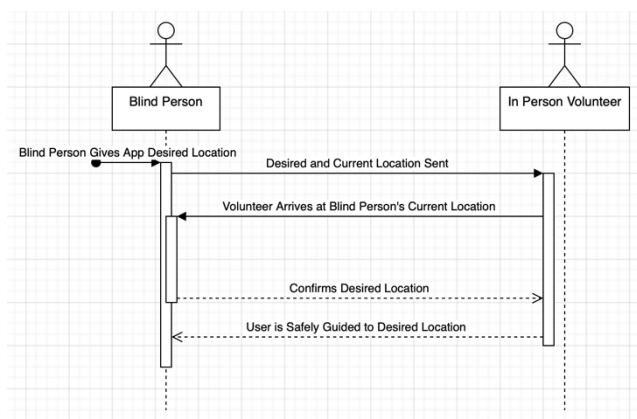 Blind Person
In Person Volunteer
Blind Person Gives App Desired Location
Desired and Current Location Sent
Volunteer Arrives at Blind Person's Current Location
Confirms Desired Location
User is Safely Guided to Desired Location